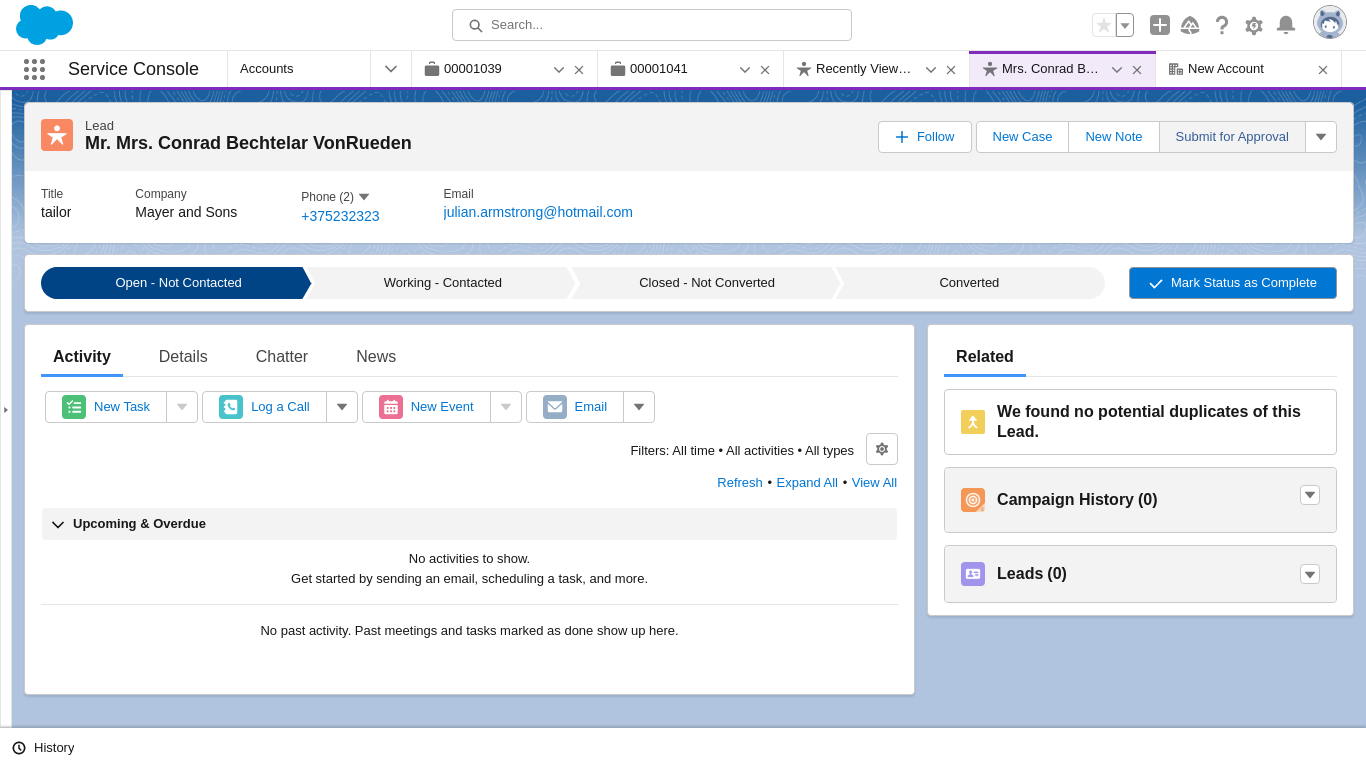 Search...
Service Console
Accounts
00001039
00001041
Recently View…
Mrs. Conrad B…
New Account
Lead
Mr. Mrs. Conrad Bechtelar VonRueden
Follow
New Case
New Note
Submit for Approval
Title
tailor
Company
Mayer and Sons
Phone (2)
+375232323
Email
julian.armstrong@hotmail.com
Open - Not Contacted
Working - Contacted
Closed - Not Converted
Converted
Mark Status as Complete
Activity
Details
Chatter
News
New Task
Log a Call
New Event
Email
Filters: All time • All activities • All types
Refresh • Expand All • View All
Upcoming & Overdue
No activities to show.
Get started by sending an email, scheduling a task, and more.
No past activity. Past meetings and tasks marked as done show up here.
Related
We found no potential duplicates of this
Lead.
Campaign History (0)
Leads (0)
History